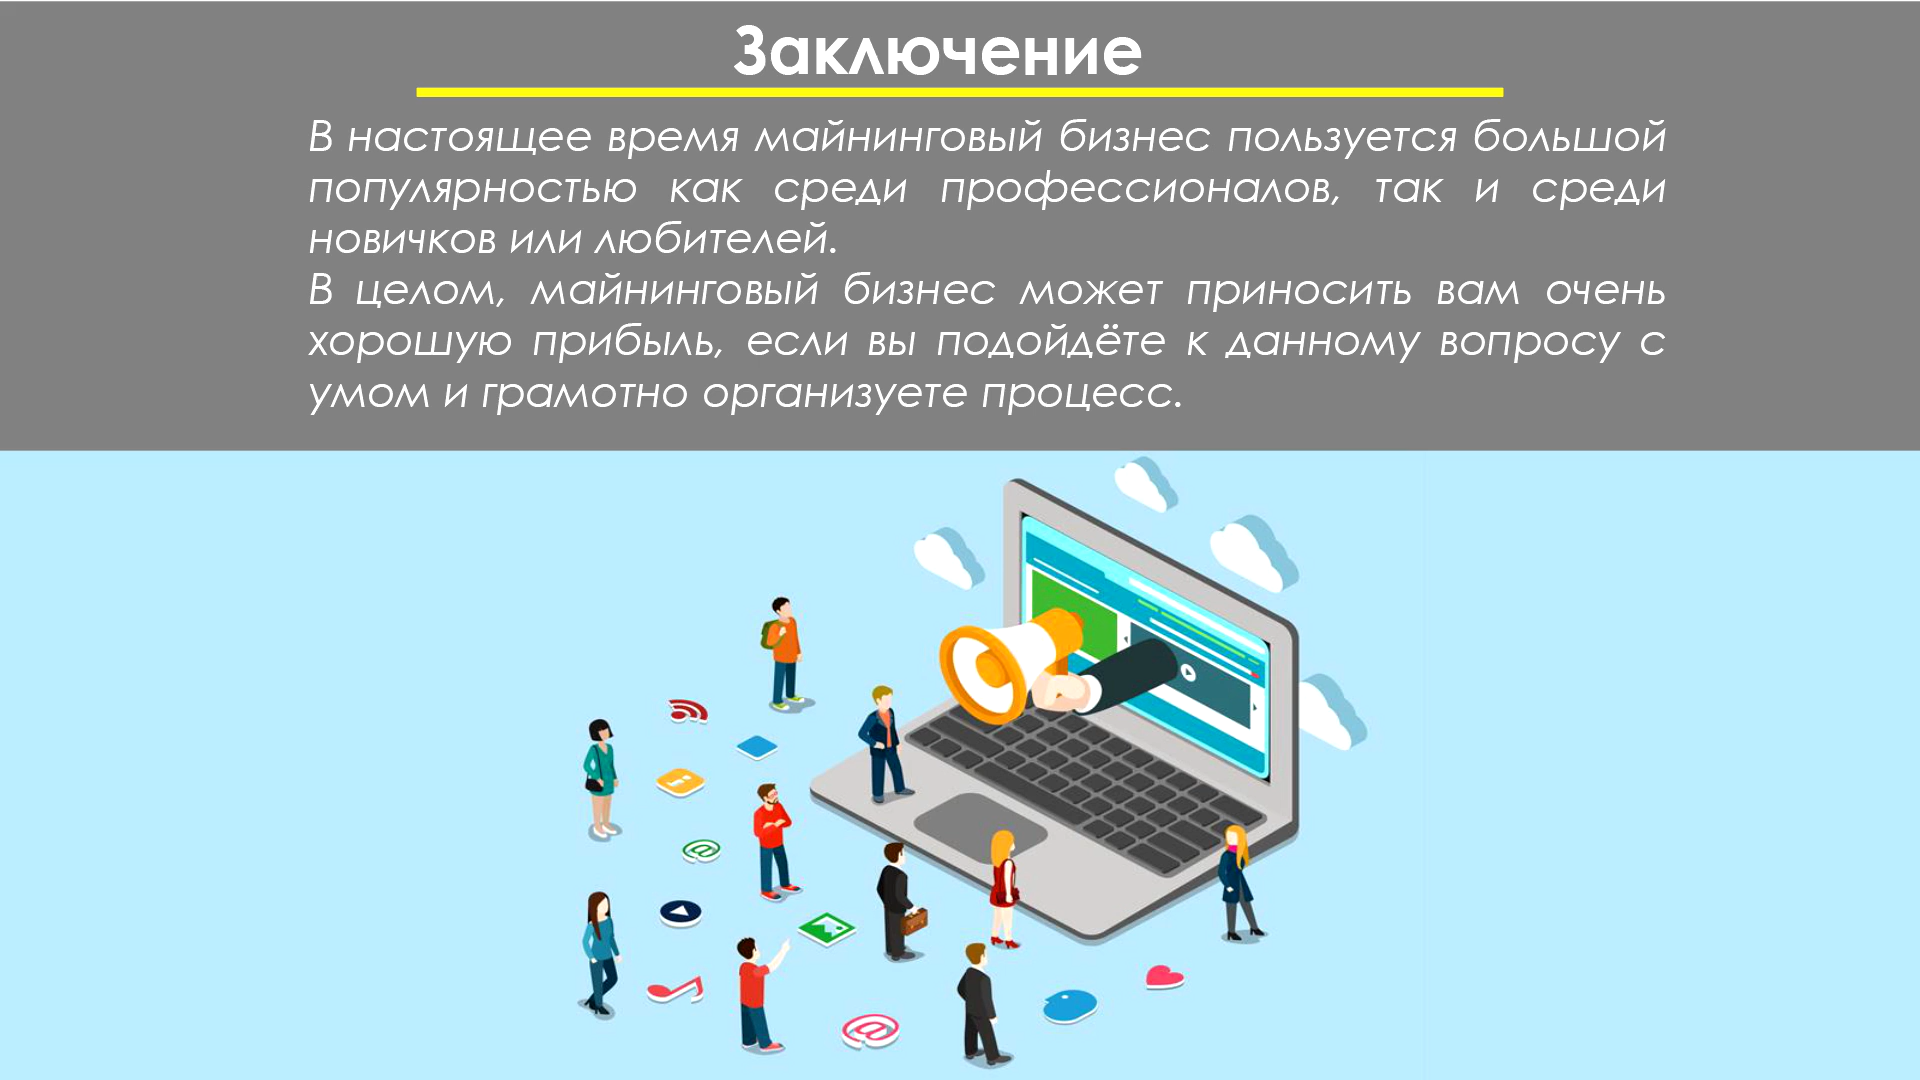 Заключение
В настоящее время майнинговый бизнес пользуется большой
популярностью как среди профессионалов, так и среди
новичков или любителей.
В целом, майнинговый бизнес может приносить вам очень
хорошую прибыль, если вы подойдёте к данному вопросу с
умом и грамотно организуете процесс.